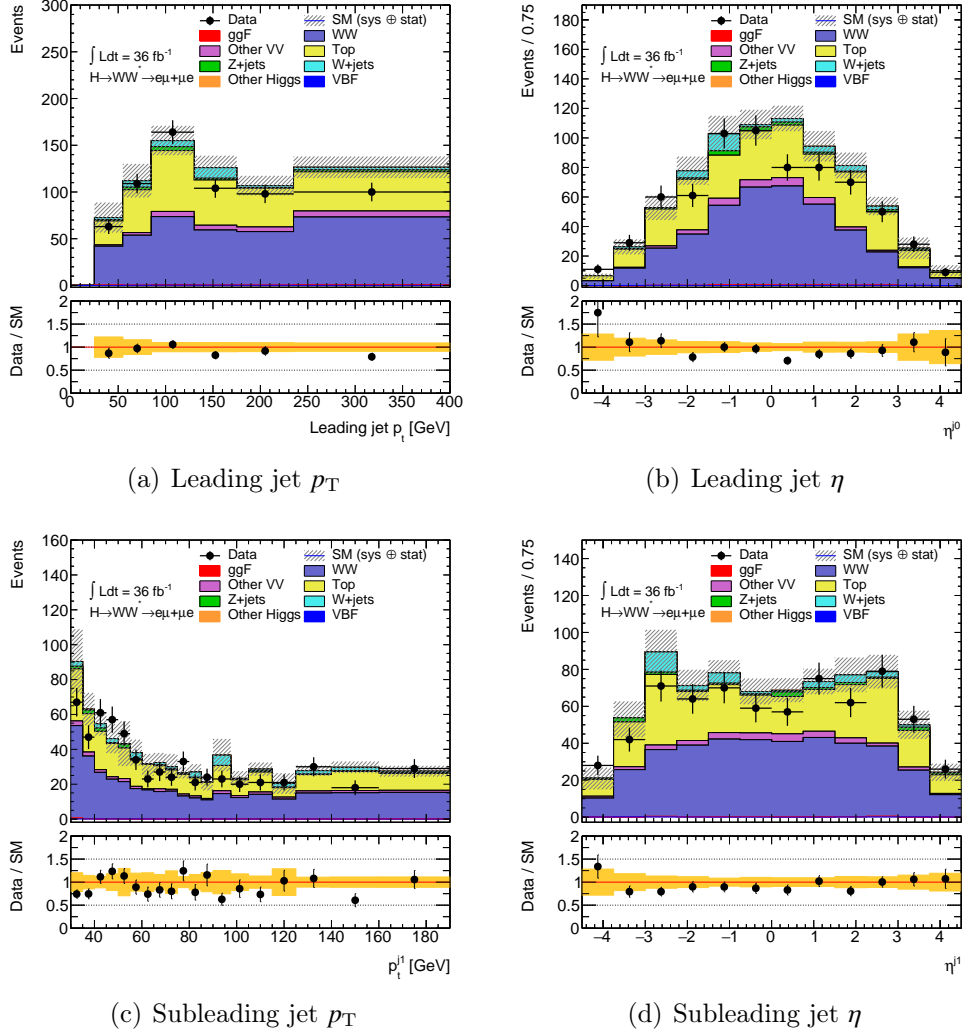 Events
300
250
200
150
100
50
0
Data
SM (sys ⊕ stat)
ggF
WW
Other VV
Top
Z+jets
W+jets
Other Higgs
VBF
∫ Ldt = 36 fb⁻¹
H→WW*→eμ+μe
Data / SM
2
1.5
1
0.5
0
0 50 100 150 200 250 300 350 400
Leading jet p_t [GeV]
(a) Leading jet p_T
Events / 0.75
180
160
140
120
100
80
60
40
20
0
Data
SM (sys ⊕ stat)
ggF
WW
Other VV
Top
Z+jets
W+jets
Other Higgs
VBF
∫ Ldt = 36 fb⁻¹
H→WW*→eμ+μe
Data / SM
2
1.5
1
0.5
0
−4 −3 −2 −1 0 1 2 3 4
η^j0
(b) Leading jet η
Events
160
140
120
100
80
60
40
20
0
Data
SM (sys ⊕ stat)
ggF
WW
Other VV
Top
Z+jets
W+jets
Other Higgs
VBF
∫ Ldt = 36 fb⁻¹
H→WW*→eμ+μe
Data / SM
2
1.5
1
0.5
0
40 60 80 100 120 140 160 180
p_t^j1 [GeV]
(c) Subleading jet p_T
Events / 0.75
140
120
100
80
60
40
20
0
Data
SM (sys ⊕ stat)
ggF
WW
Other VV
Top
Z+jets
W+jets
Other Higgs
VBF
∫ Ldt = 36 fb⁻¹
H→WW*→eμ+μe
Data / SM
2
1.5
1
0.5
0
−4 −3 −2 −1 0 1 2 3 4
η^j1
(d) Subleading jet η